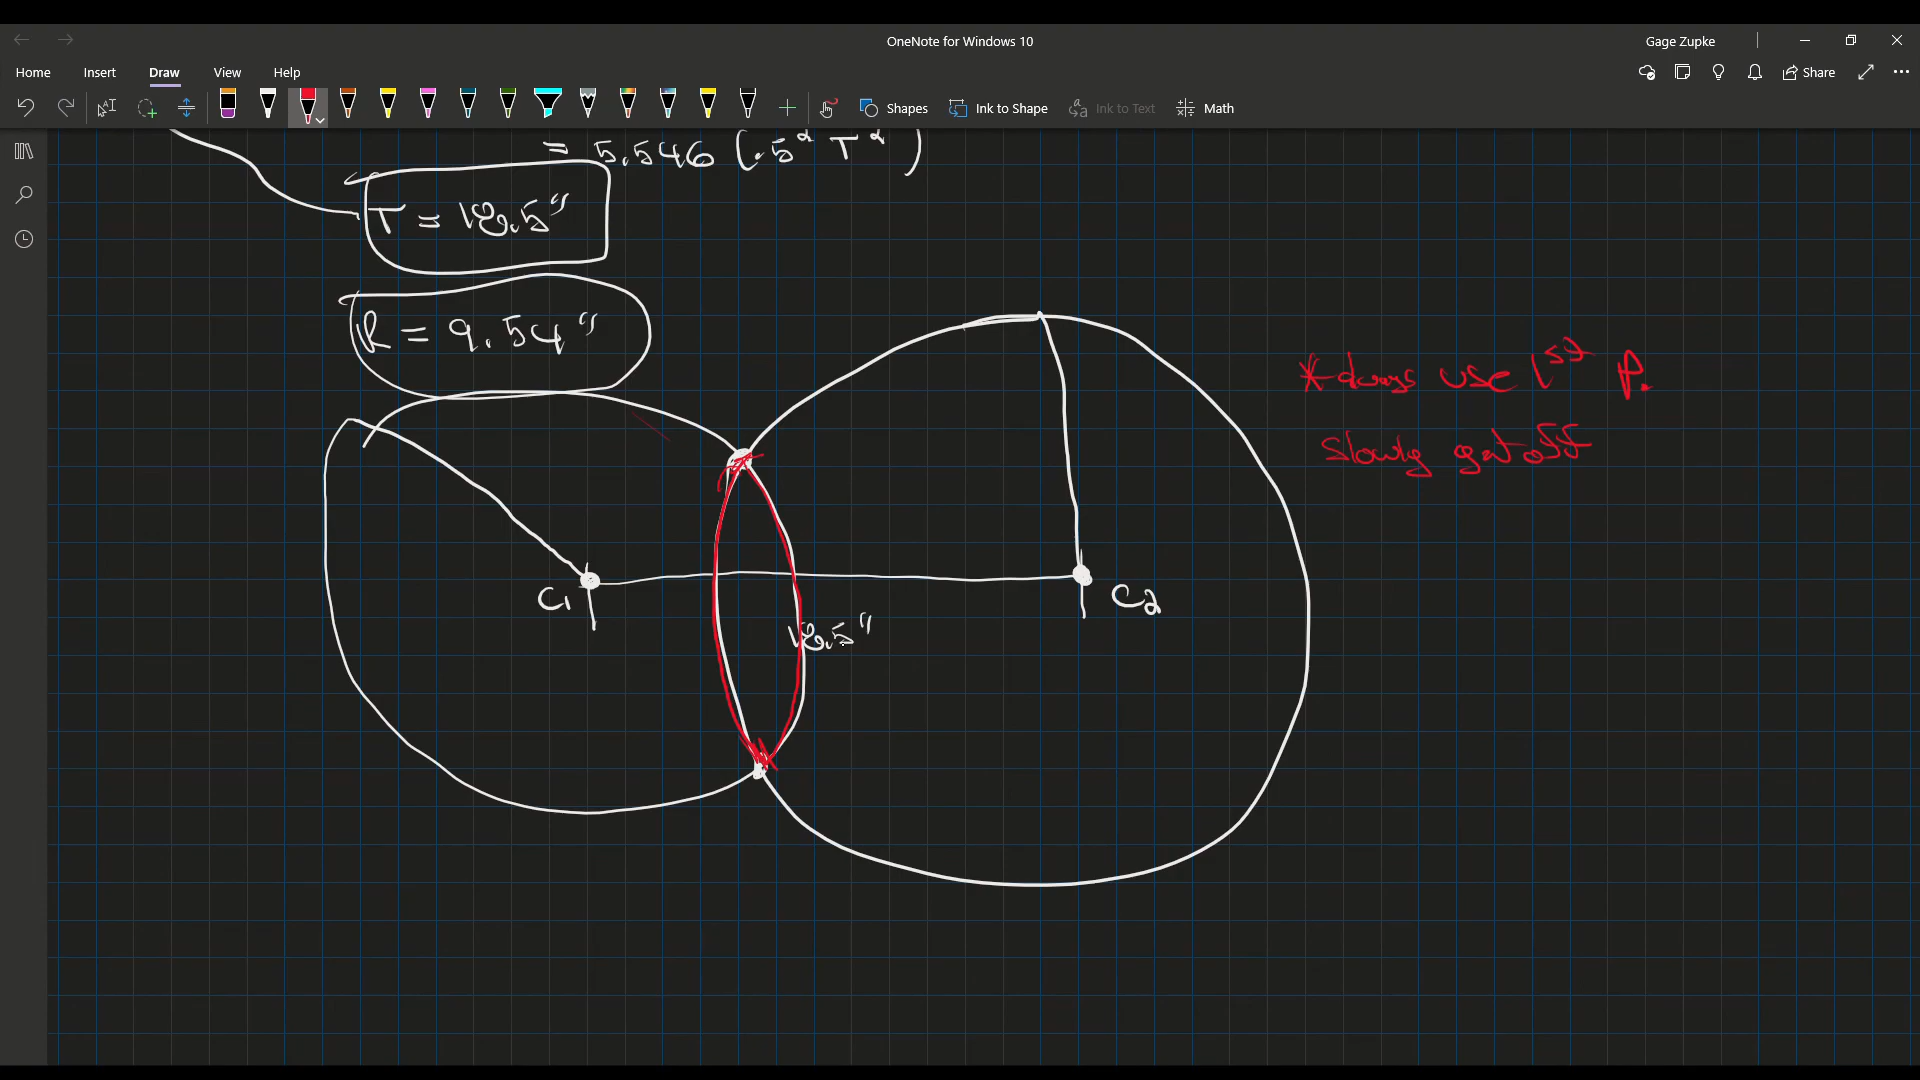 OneNote for Windows 10
Gage Zupke
Home Insert Draw View Help
Share
Shapes Ink to Shape Ink to Text Math
= 5.546 (.5² T²)
T = 18.5"
R = 9.54"
*always use 1st P.
slowly get off
C1
C2
18.5"